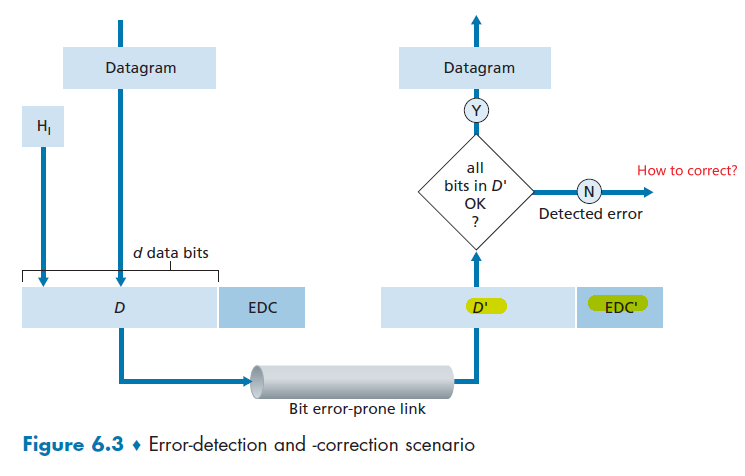 Datagram
Datagram
H_I
Y
all
bits in D'
OK
?
How to correct?
N
Detected error
d data bits
D
EDC
D'
EDC'
Bit error-prone link
Figure 6.3 ♦ Error-detection and -correction scenario